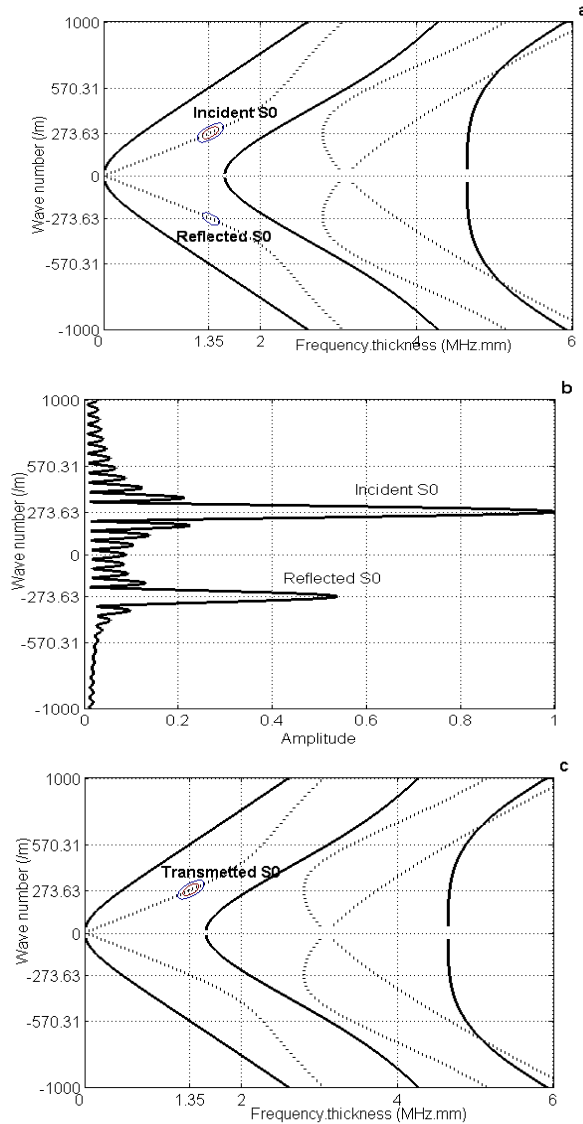 a
1000
570.31
273.63
0
-273.63
-570.31
-1000
Wave number (/m)
Incident S0
Reflected S0
0 1.35 2 4 6
Frequency.thickness (MHz.mm)
b
1000
570.31
273.63
0
-273.63
-570.31
-1000
Wave number (/m)
Incident S0
Reflected S0
0 0.2 0.4 0.6 0.8 1
Amplitude
c
1000
570.31
273.63
0
-273.63
-570.31
-1000
Wave number (/m)
Transmetted S0
0 1.35 2 4 6
Frequency.thickness (MHz.mm)